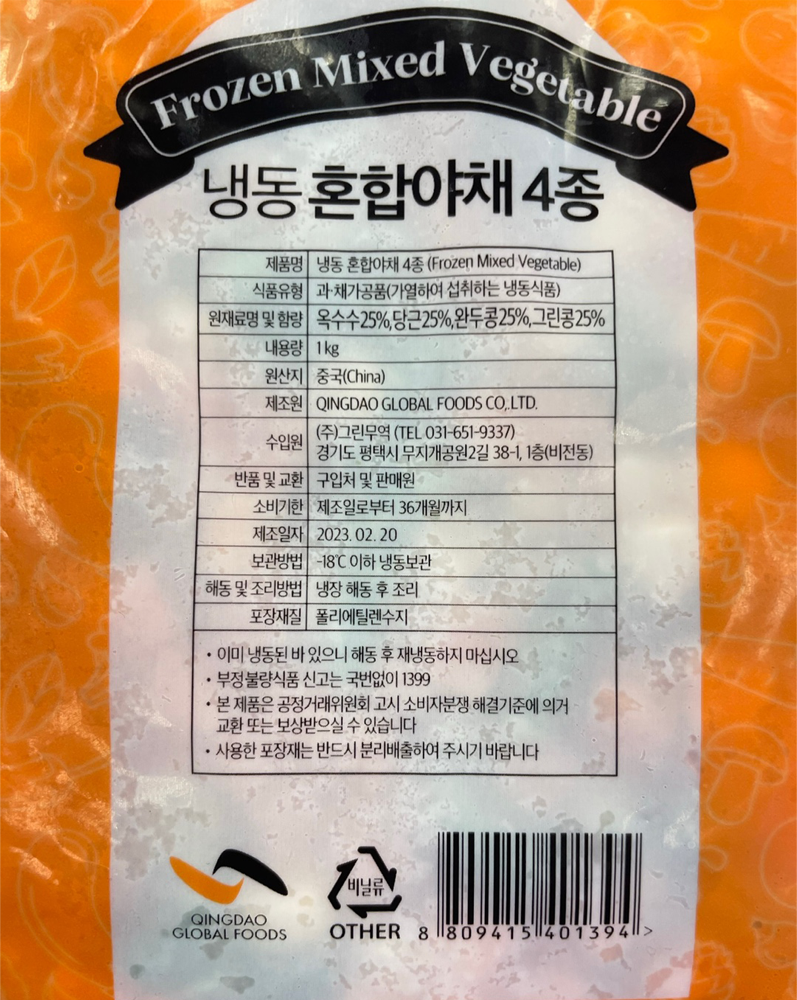 Frozen Mixed Vegetable
냉동 혼합야채 4종
제품명 냉동 혼합야채 4종 (Frozen Mixed Vegetable)
식품유형 과·채가공품(가열하여 섭취하는 냉동식품)
원재료명 및 함량 옥수수25%,당근25%,완두콩25%,그린콩25%
내용량 1kg
원산지 중국(China)
제조원 QINGDAO GLOBAL FOODS CO,.LTD.
수입원 (주)그린무역 (TEL 031-651-9337)
경기도 평택시 무지개공원2길 38-1, 1층(비전동)
반품 및 교환 구입처 및 판매원
소비기한 제조일로부터 36개월까지
제조일자 2023. 02. 20
보관방법 -18℃ 이하 냉동보관
해동 및 조리방법 냉장 해동 후 조리
포장재질 폴리에틸렌수지
• 이미 냉동된 바 있으니 해동 후 재냉동하지 마십시오
• 부정·불량식품 신고는 국번없이 1399
• 본 제품은 공정거래위원회 고시 소비자분쟁 해결기준에 의거
교환 또는 보상받으실 수 있습니다
• 사용한 포장재는 반드시 분리배출하여 주시기 바랍니다
비닐류
QINGDAO
GLOBAL FOODS
OTHER
8 809415 401394 >